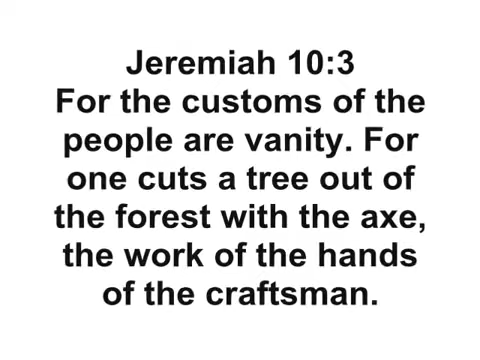 Jeremiah 10:3
For the customs of the
people are vanity. For
one cuts a tree out of
the forest with the axe,
the work of the hands
of the craftsman.